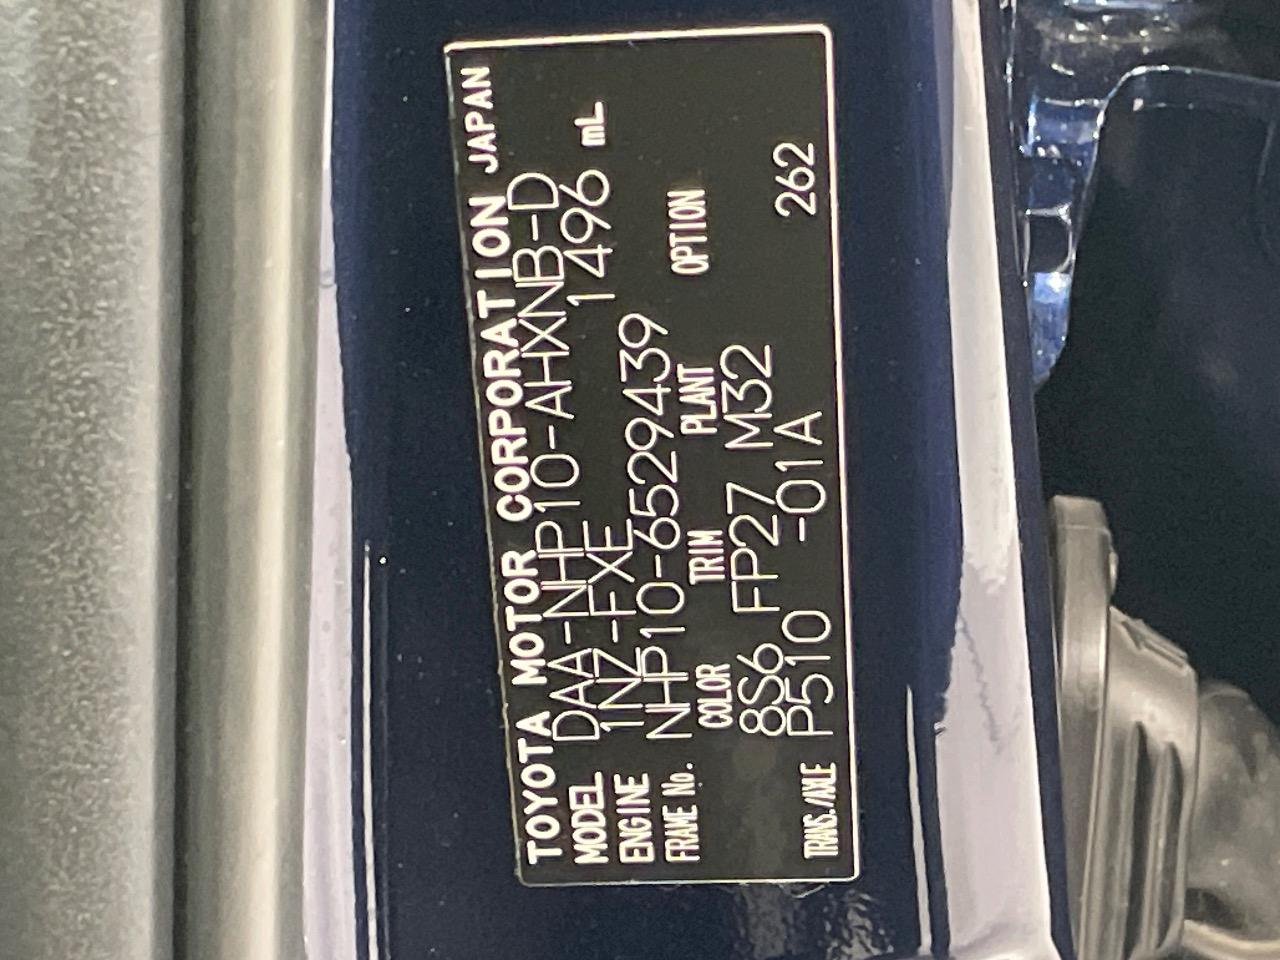 TOYOTA MOTOR CORPORATION JAPAN
MODEL DAA-NHP10-AHXNB-D
ENGINE 1NZ-FXE 1496 mL
FRAME No. NHP10-6529439
COLOR TRIM PLANT OPTION
8S6 FP27 M32
TRANS./AXLE P510 -01A 262